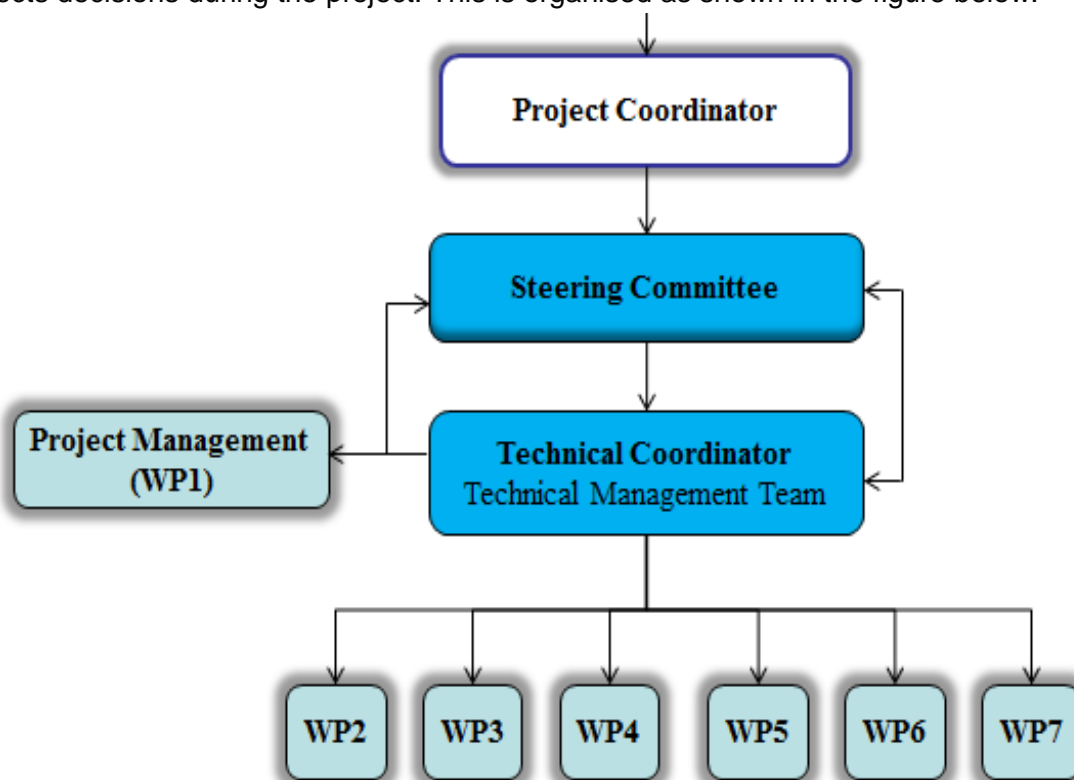 ects decisions during the project. This is organised as shown in the figure below.
Project Coordinator
Steering Committee
Project Management
(WP1)
Technical Coordinator
Technical Management Team
WP2 WP3 WP4 WP5 WP6 WP7